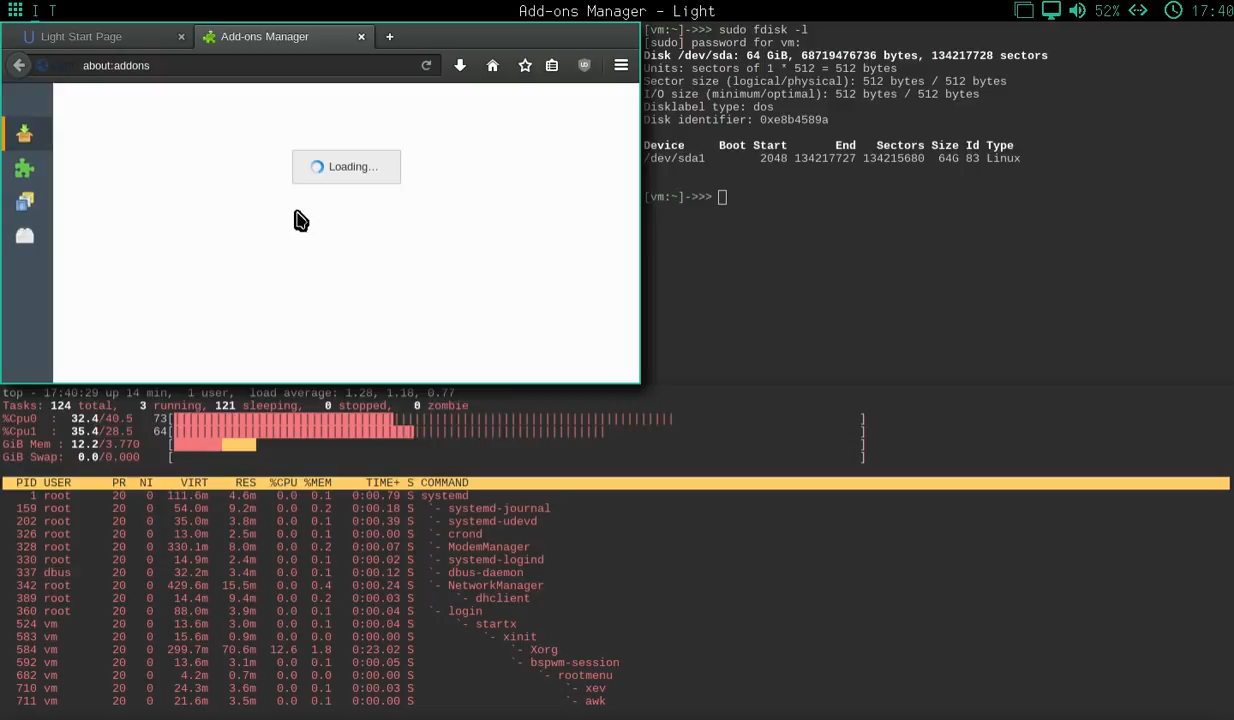 I T
Add-ons Manager - Light
52%
17:40
Light Start Page
Add-ons Manager
about:addons
Loading...
[vm:~]->>> sudo fdisk -l
[sudo] password for vm:
Disk /dev/sda: 64 GiB, 68719476736 bytes, 134217728 sectors
Units: sectors of 1 * 512 = 512 bytes
Sector size (logical/physical): 512 bytes / 512 bytes
I/O size (minimum/optimal): 512 bytes / 512 bytes
Disklabel type: dos
Disk identifier: 0xe8b4589a
Device     Boot Start       End   Sectors Size Id Type
/dev/sda1        2048 134217727 134215680  64G 83 Linux
[vm:~]->>>
top - 17:40:29 up 14 min,  1 user,  load average: 1.28, 1.18, 0.77
Tasks: 124 total,   3 running, 121 sleeping,   0 stopped,   0 zombie
%Cpu0  :  32.4/40.5   73[ ]
%Cpu1  :  35.4/28.5   64[ ]
GiB Mem : 12.2/3.770   [ ]
GiB Swap:  0.0/0.000   [ ]
PID USER      PR  NI    VIRT    RES  %CPU %MEM     TIME+ S COMMAND
1 root      20   0  111.6m   4.6m   0.0  0.1   0:00.79 S systemd
159 root      20   0   54.0m   9.2m   0.0  0.2   0:00.18 S  `- systemd-journal
202 root      20   0   35.0m   3.8m   0.0  0.1   0:00.39 S  `- systemd-udevd
326 root      20   0   13.0m   2.5m   0.0  0.1   0:00.00 S  `- crond
328 root      20   0  330.1m   8.0m   0.0  0.2   0:00.07 S  `- ModemManager
330 root      20   0   14.9m   2.4m   0.0  0.1   0:00.02 S  `- systemd-logind
337 dbus      20   0   32.2m   3.4m   0.0  0.1   0:00.12 S  `- dbus-daemon
342 root      20   0  429.6m  15.5m   0.0  0.4   0:00.24 S  `- NetworkManager
389 root      20   0   14.4m   9.4m   0.0  0.2   0:00.03 S      `- dhclient
360 root      20   0   88.0m   3.9m   0.0  0.1   0:00.04 S  `- login
524 vm        20   0   13.6m   3.0m   0.0  0.1   0:00.04 S      `- startx
583 vm        20   0   15.6m   0.9m   0.0  0.0   0:00.00 S          `- xinit
584 vm        20   0  299.7m  70.6m  12.6  1.8   0:23.02 S              `- Xorg
592 vm        20   0   13.6m   3.1m   0.0  0.1   0:00.05 S              `- bspwm-session
682 vm        20   0    4.2m   0.7m   0.0  0.0   0:00.00 S                  `- rootmenu
710 vm        20   0   24.3m   3.6m   0.0  0.1   0:00.03 S                      `- xev
711 vm        20   0   21.6m   3.5m   0.0  0.1   0:00.00 S                      `- awk